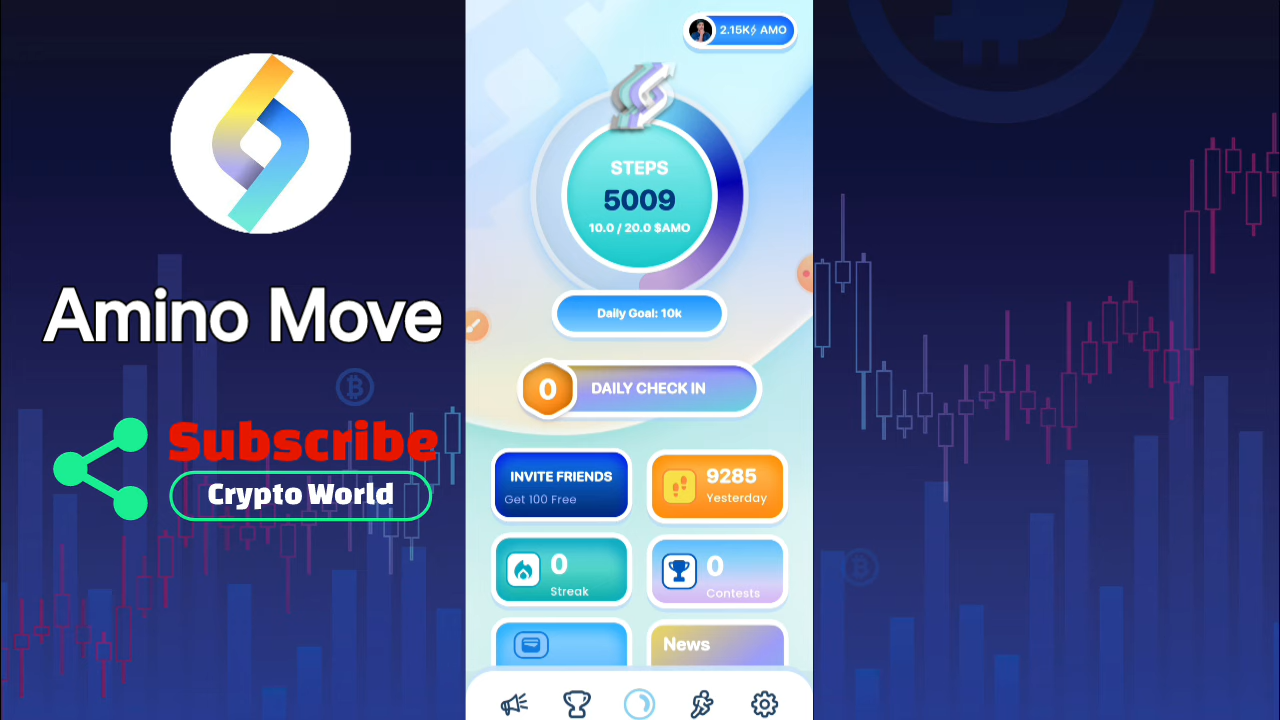 Amino Move
Subscribe
Crypto World
2.15K AMO
STEPS
5009
10.0 / 20.0 $AMO
Daily Goal: 10k
0
DAILY CHECK IN
INVITE FRIENDS
Get 100 Free
9285
Yesterday
0
Streak
0
Contests
News